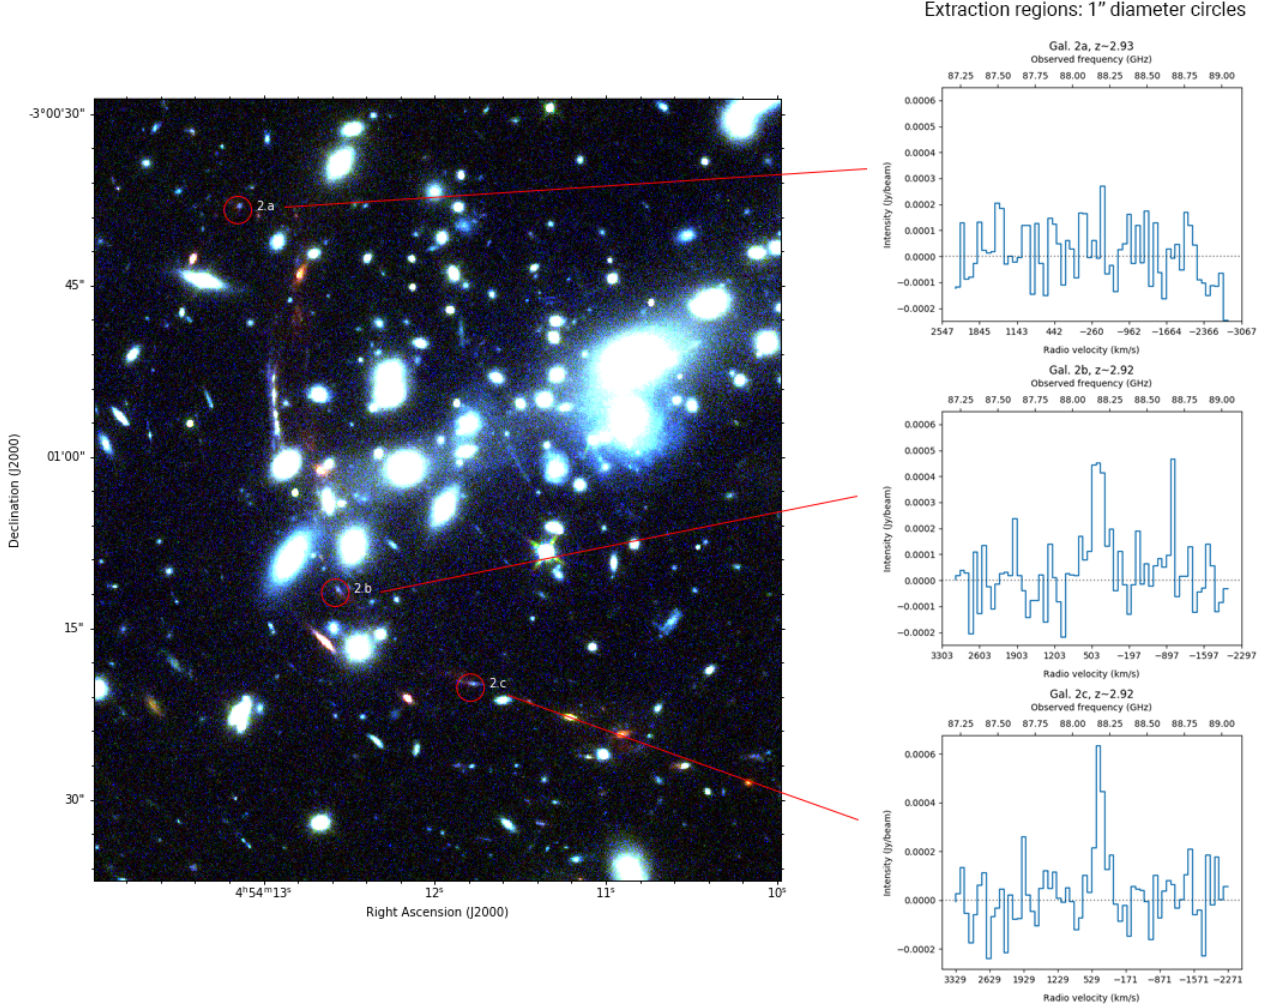 Extraction regions: 1” diameter circles
Gal. 2a, z~2.93
Observed frequency (GHz)
87.25 87.50 87.75 88.00 88.25 88.50 88.75 89.00
Intensity (Jy/beam)
0.0006
0.0005
0.0004
0.0003
0.0002
0.0001
0.0000
−0.0001
−0.0002
2547 1845 1143 442 −260 −962 −1664 −2366 −3067
Radio velocity (km/s)
Gal. 2b, z~2.92
Observed frequency (GHz)
87.25 87.50 87.75 88.00 88.25 88.50 88.75 89.00
Intensity (Jy/beam)
0.0006
0.0005
0.0004
0.0003
0.0002
0.0001
0.0000
−0.0001
−0.0002
3303 2603 1903 1203 503 −197 −897 −1597 −2297
Radio velocity (km/s)
Gal. 2c, z~2.92
Observed frequency (GHz)
87.25 87.50 87.75 88.00 88.25 88.50 88.75 89.00
Intensity (Jy/beam)
0.0006
0.0004
0.0002
0.0000
−0.0002
3329 2629 1929 1229 529 −171 −871 −1571 −2271
Radio velocity (km/s)
-3°00'30"
45"
01'00"
15"
30"
Declination (J2000)
2.a
2.b
2.c
4ʰ54ᵐ13ˢ 12ˢ 11ˢ 10ˢ
Right Ascension (J2000)